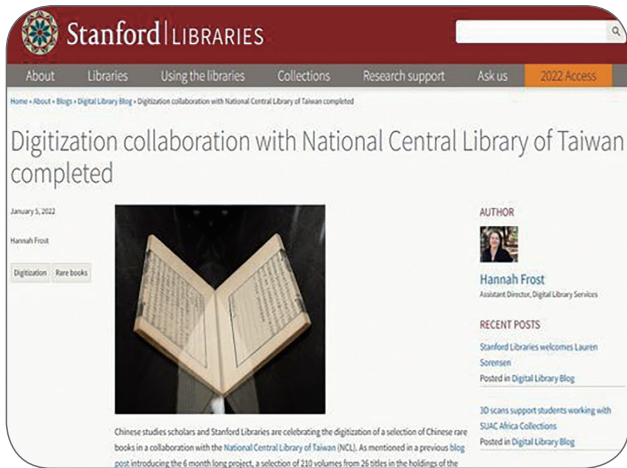 Stanford LIBRARIES
About Libraries Using the libraries Collections Research support Ask us 2022 Access
Home » About » Blogs » Digital Library Blog » Digitization collaboration with National Central Library of Taiwan completed
Digitization collaboration with National Central Library of Taiwan
completed
January 5, 2022
Hannah Frost
Digitization Rare books
AUTHOR
Hannah Frost
Assistant Director, Digital Library Services
RECENT POSTS
Stanford Libraries welcomes Lauren
Sorensen
Posted in Digital Library Blog
3D scans support students working with
SUAC Africa Collections
Posted in Digital Library Blog
Chinese studies scholars and Stanford Libraries are celebrating the digitization of a selection of Chinese rare
books in a collaboration with the National Central Library of Taiwan (NCL). As mentioned in a previous blog
post introducing the 6 month long project, a selection of 210 volumes from 26 titles in the holdings of the